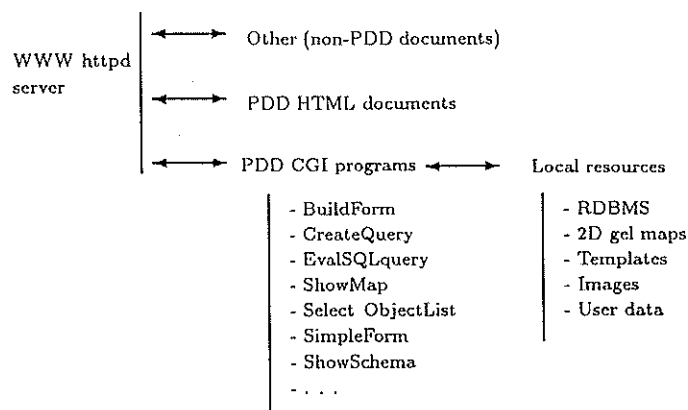 WWW httpd
server
Other (non-PDD documents)
PDD HTML documents
PDD CGI programs
Local resources
- BuildForm
- CreateQuery
- EvalSQLquery
- ShowMap
- Select ObjectList
- SimpleForm
- ShowSchema
- . . .
- RDBMS
- 2D gel maps
- Templates
- Images
- User data